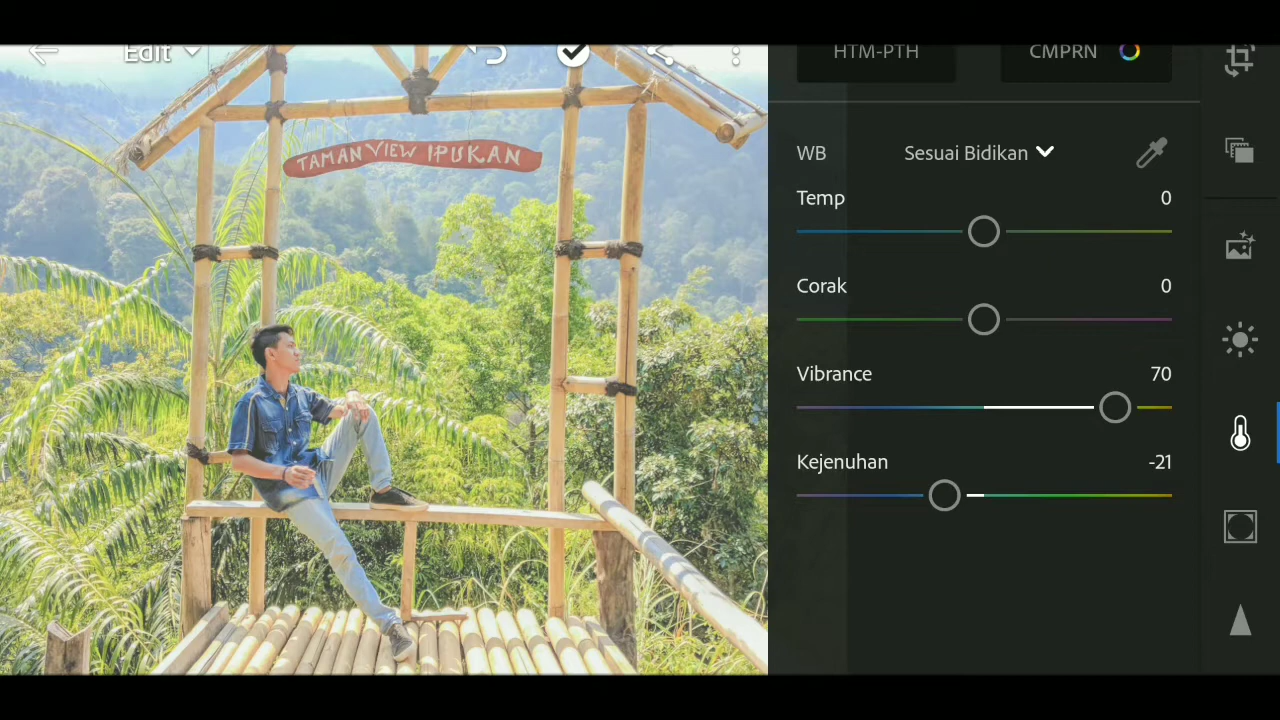 Edit
HTM-PTH
CMPRN
TAMAN VIEW IPUKAN
WB
Sesuai Bidikan
Temp
0
Corak
0
Vibrance
70
Kejenuhan
-21